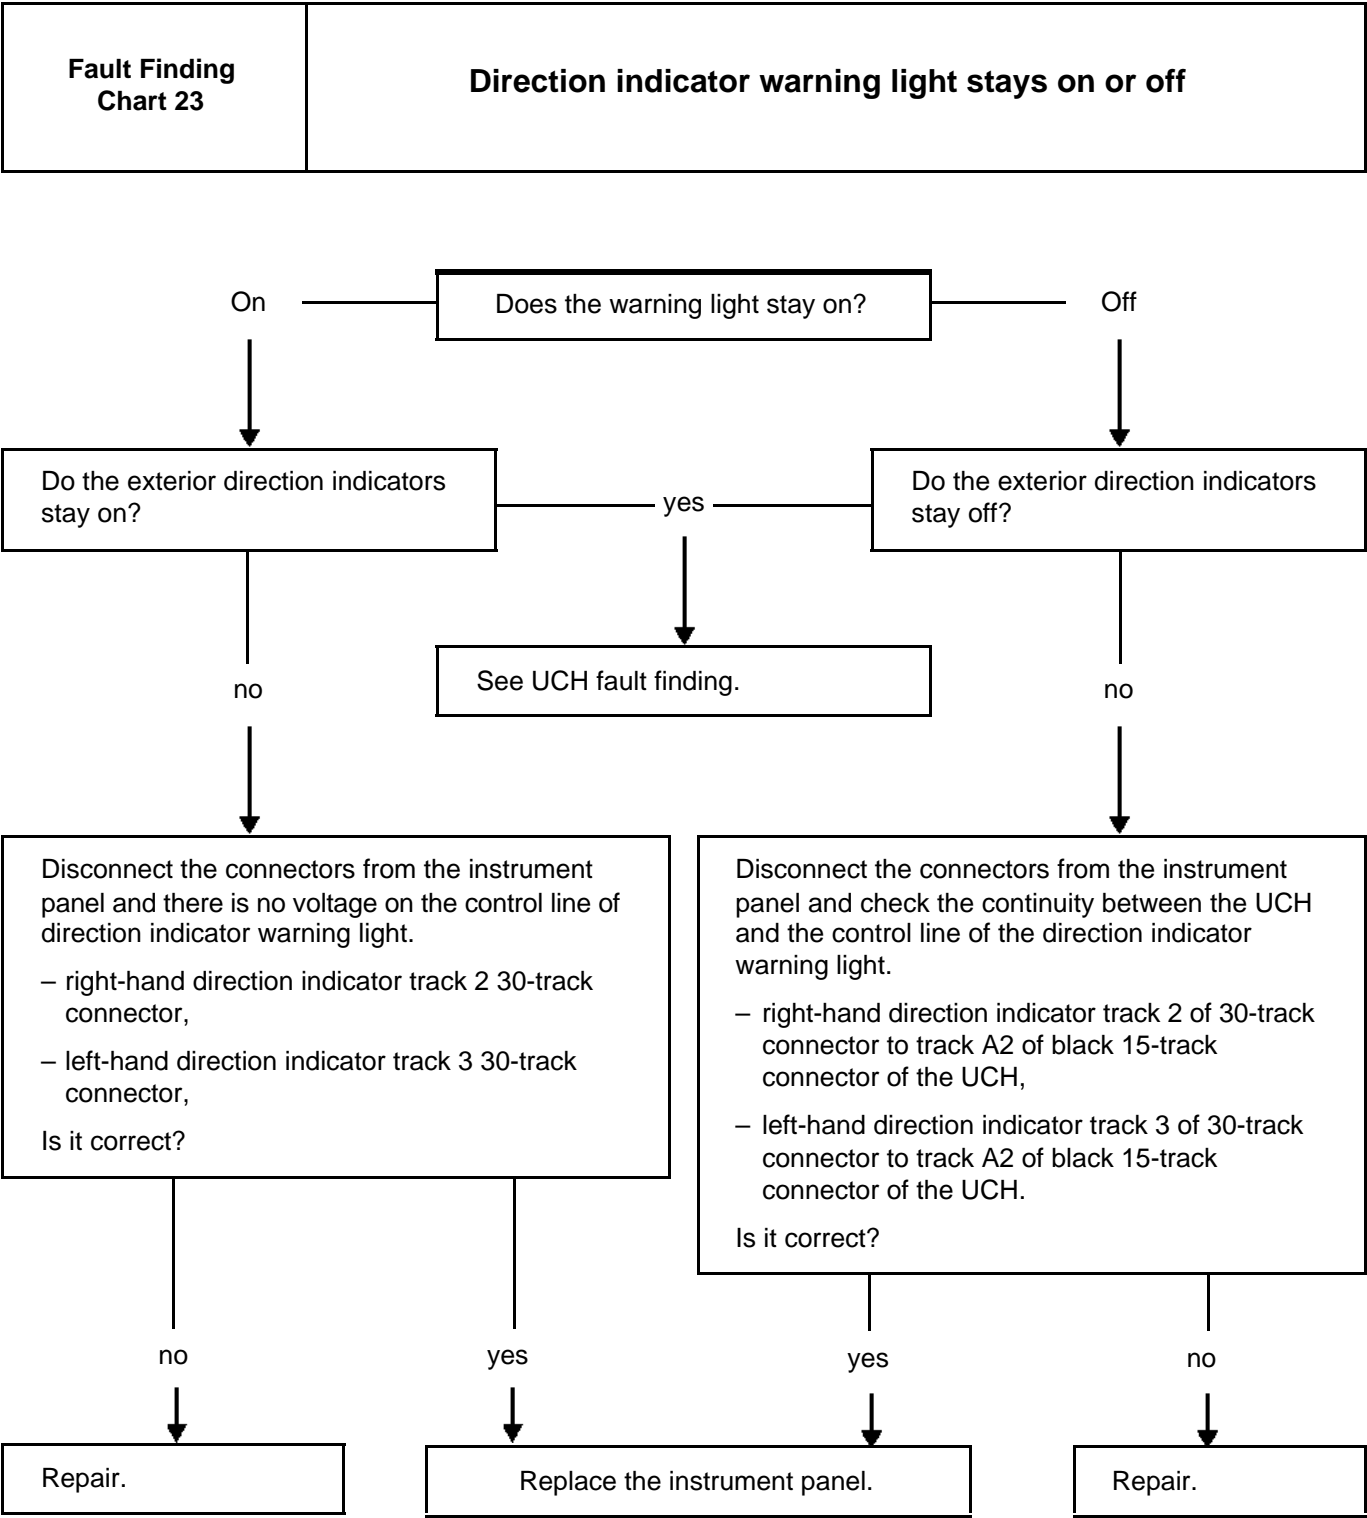 Fault Finding
Chart 23
Direction indicator warning light stays on or off
On
Does the warning light stay on?
Off
Do the exterior direction indicators
stay on?
yes
Do the exterior direction indicators
stay off?
no
See UCH fault finding.
no
Disconnect the connectors from the instrument
panel and there is no voltage on the control line of
direction indicator warning light.
– right-hand direction indicator track 2 30-track
connector,
– left-hand direction indicator track 3 30-track
connector,
Is it correct?
Disconnect the connectors from the instrument
panel and check the continuity between the UCH
and the control line of the direction indicator
warning light.
– right-hand direction indicator track 2 of 30-track
connector to track A2 of black 15-track
connector of the UCH,
– left-hand direction indicator track 3 of 30-track
connector to track A2 of black 15-track
connector of the UCH.
Is it correct?
no
yes
yes
no
Repair.
Replace the instrument panel.
Repair.